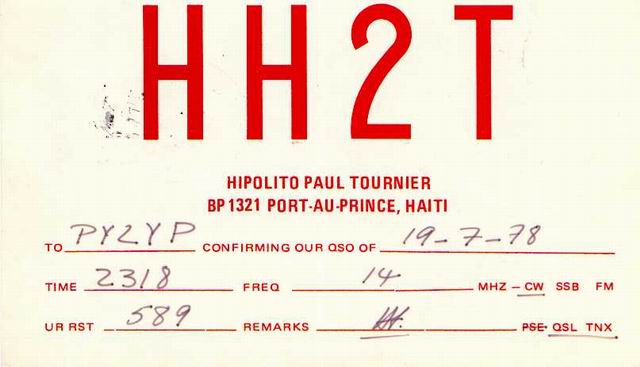 HH2T
HIPOLITO PAUL TOURNIER
BP 1321 PORT-AU-PRINCE, HAITI
TO PY2YP CONFIRMING OUR QSO OF 19-7-78
TIME 2318 FREQ 14 MHZ – CW SSB FM
UR RST 589 REMARKS PSE QSL TNX